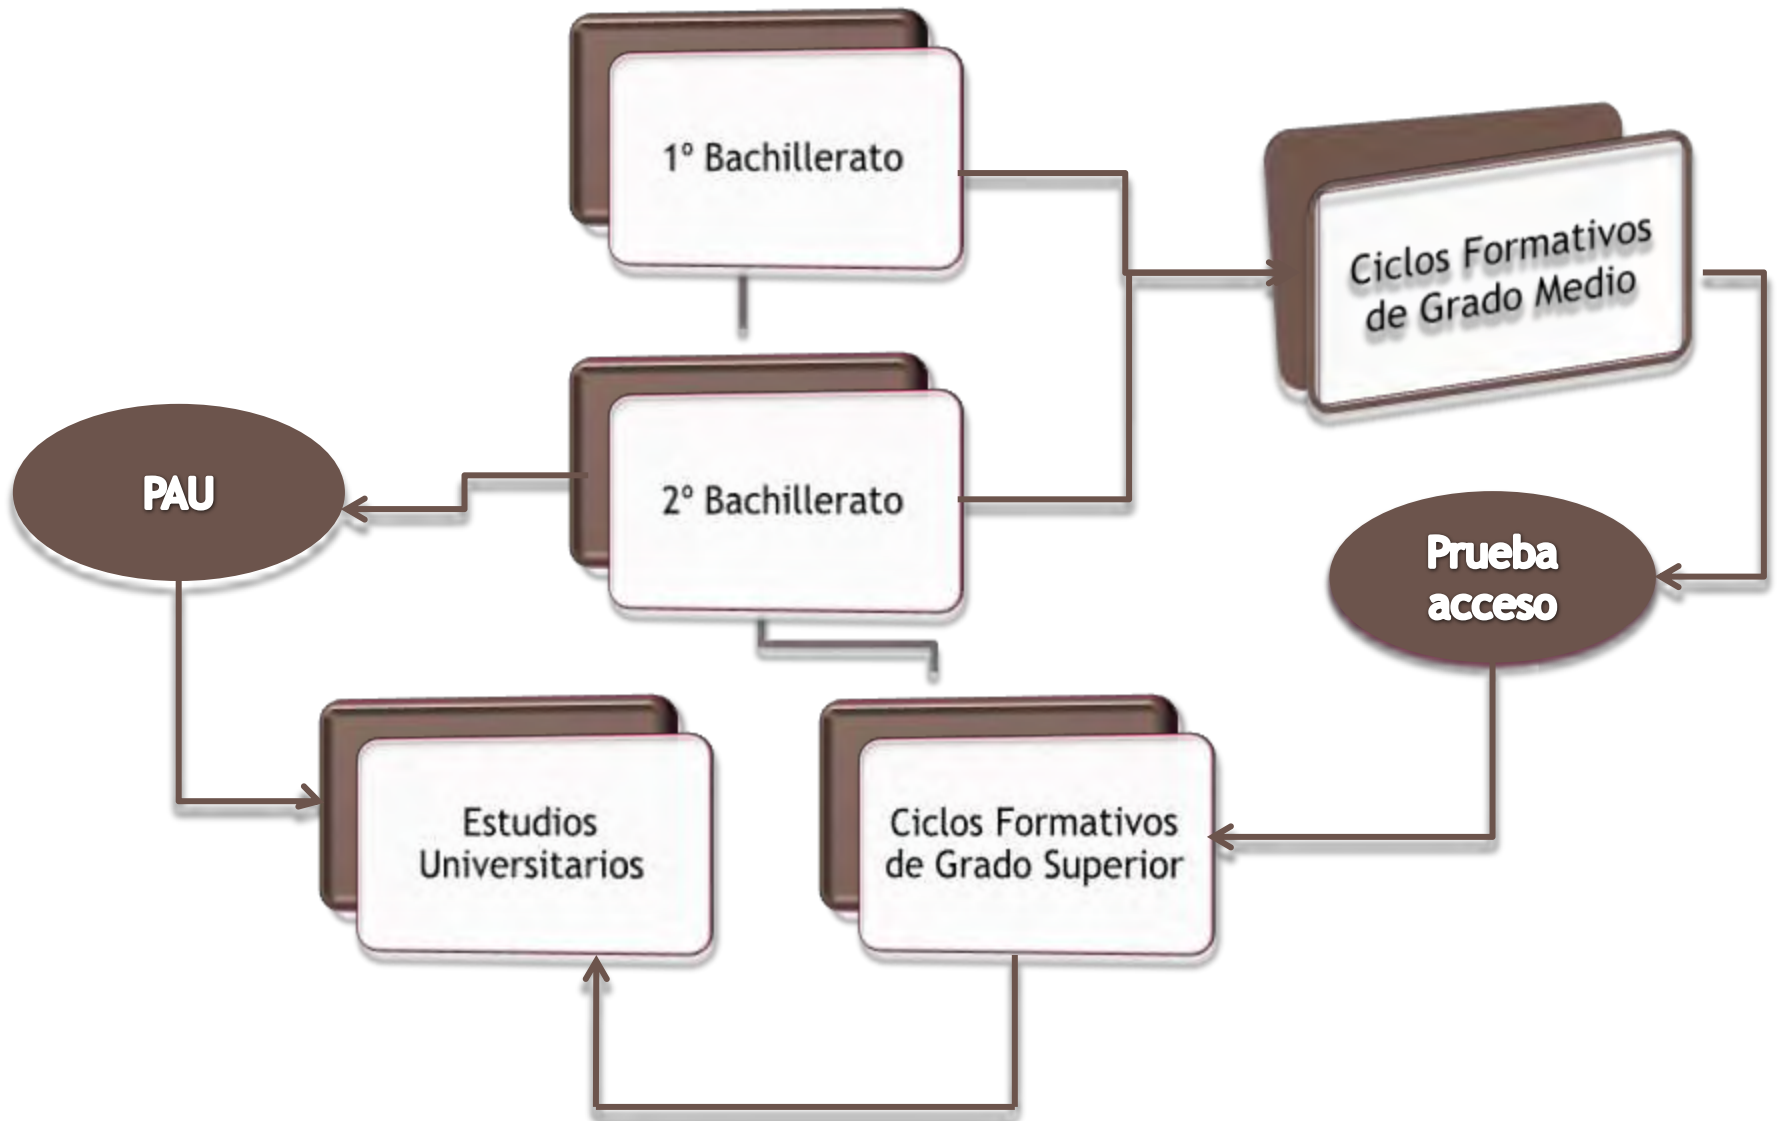 1º Bachillerato
Ciclos Formativos
de Grado Medio
2º Bachillerato
PAU
Prueba
acceso
Estudios
Universitarios
Ciclos Formativos
de Grado Superior